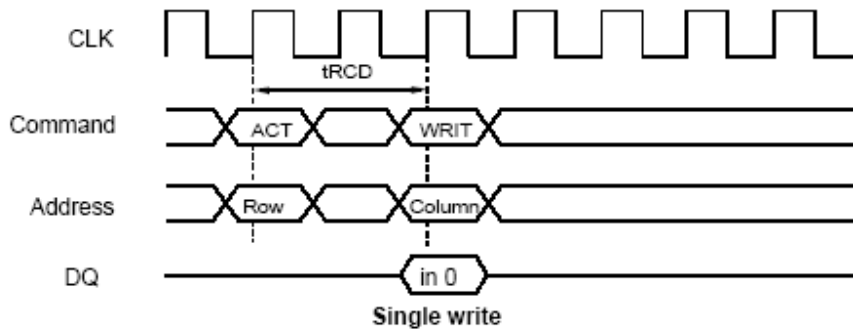 CLK
tRCD
Command ACT WRIT
Address Row Column
DQ in 0
Single write